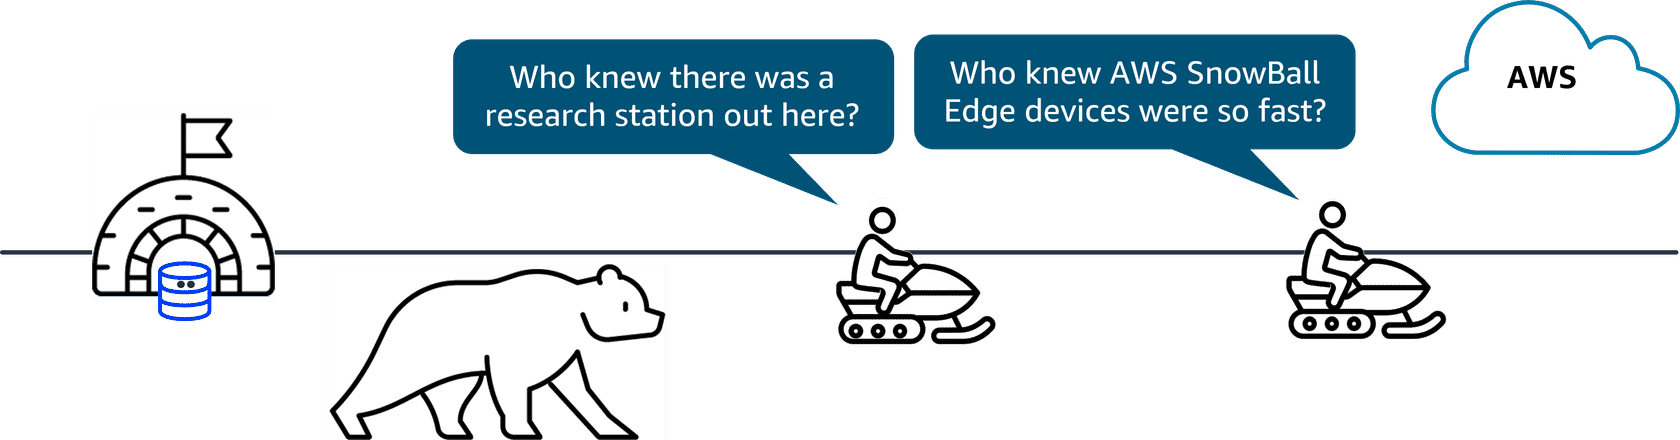 Who knew there was a
research station out here?
Who knew AWS SnowBall
Edge devices were so fast?
AWS